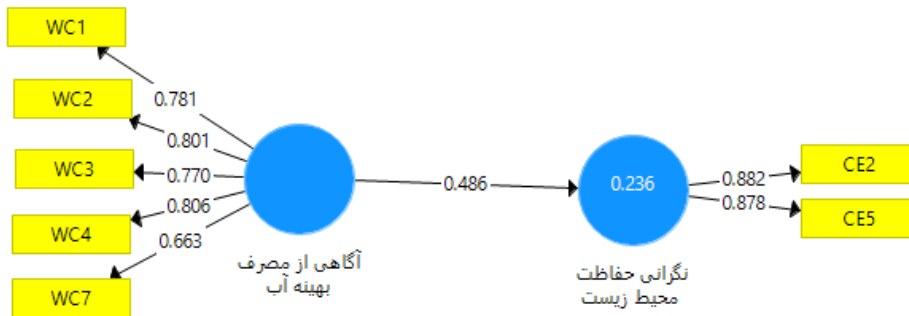 WC1
0.781
WC2
0.801
WC3
0.770
0.806
WC4
0.663
WC7
آگاهی از مصرف
بهینه آب
0.486
0.236
نگرانی حفاظت
محیط زیست
0.882
CE2
0.878
CE5